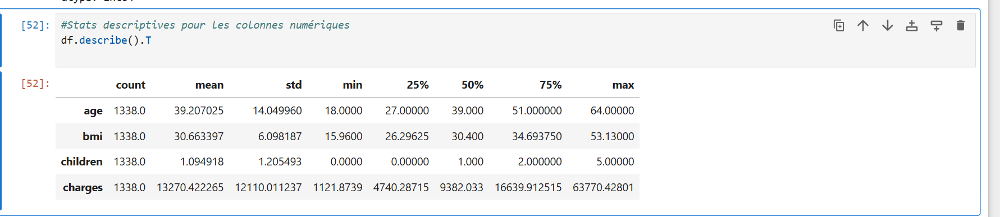 [52]: #Stats descriptives pour les colonnes numériques
df.describe().T
[52]: count mean std min 25% 50% 75% max
age 1338.0 39.207025 14.049960 18.0000 27.00000 39.000 51.000000 64.00000
bmi 1338.0 30.663397 6.098187 15.9600 26.29625 30.400 34.693750 53.13000
children 1338.0 1.094918 1.205493 0.0000 0.00000 1.000 2.000000 5.00000
charges 1338.0 13270.422265 12110.011237 1121.8739 4740.28715 9382.033 16639.912515 63770.42801